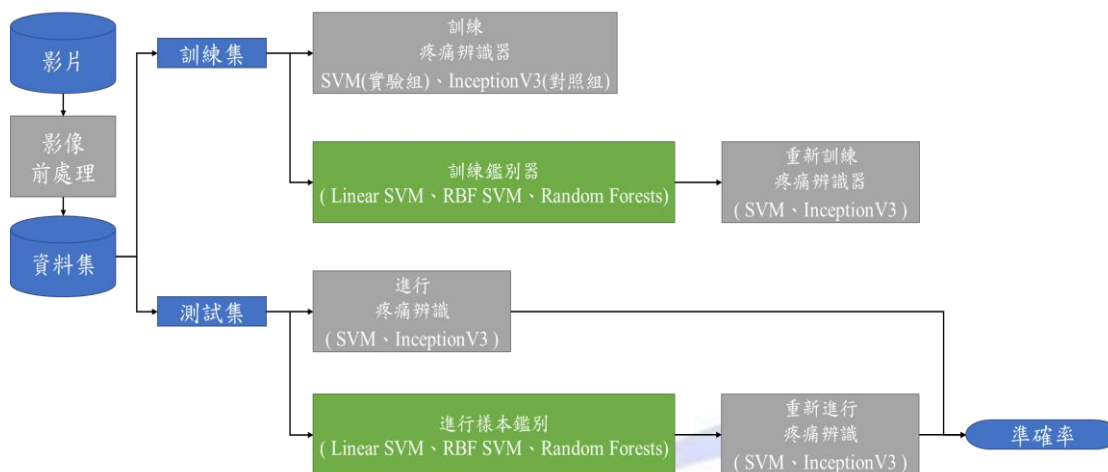 影片
影像
前處理
資料集
訓練集
訓練
疼痛辨識器
SVM(實驗組)、InceptionV3(對照組)
訓練鑑別器
( Linear SVM、RBF SVM、Random Forests)
重新訓練
疼痛辨識器
( SVM、InceptionV3 )
測試集
進行
疼痛辨識
( SVM、InceptionV3 )
進行樣本鑑別
( Linear SVM、RBF SVM、Random Forests)
重新進行
疼痛辨識
( SVM、InceptionV3 )
準確率